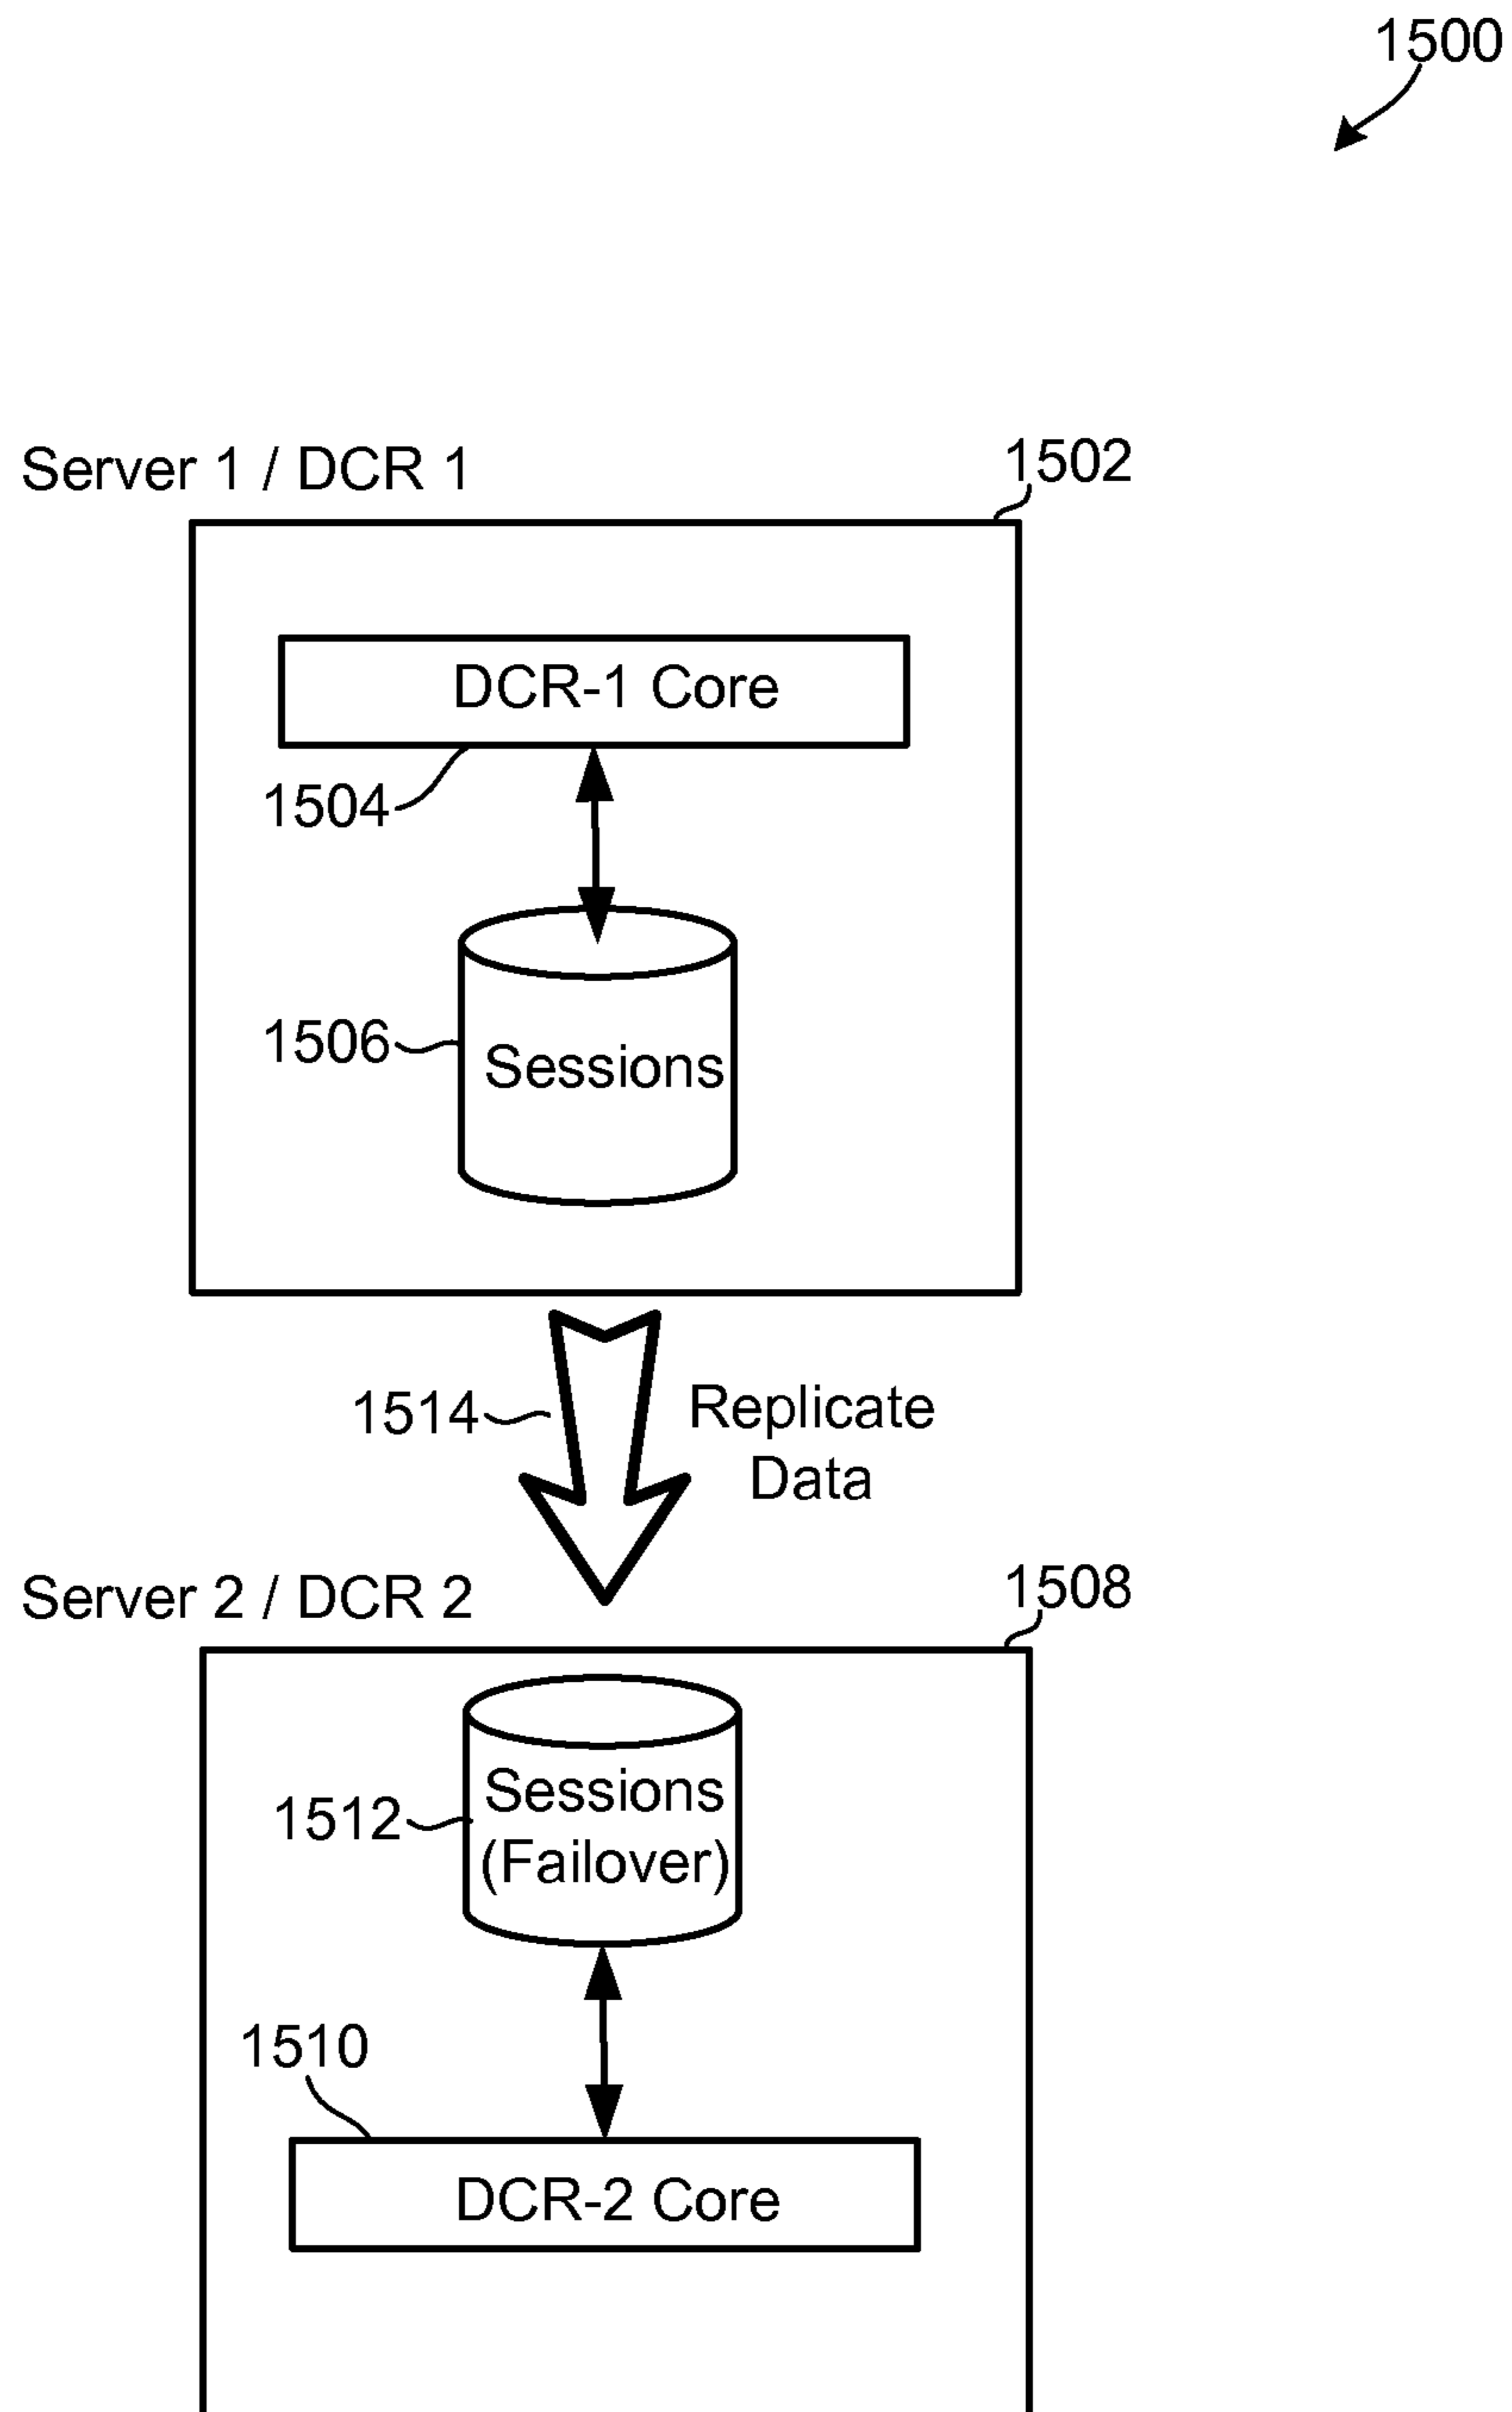 1500
Server 1 / DCR 1
1502
DCR-1 Core
1504
1506
Sessions
1514
Replicate
Data
Server 2 / DCR 2
1508
Sessions
(Failover)
1512
1510
DCR-2 Core